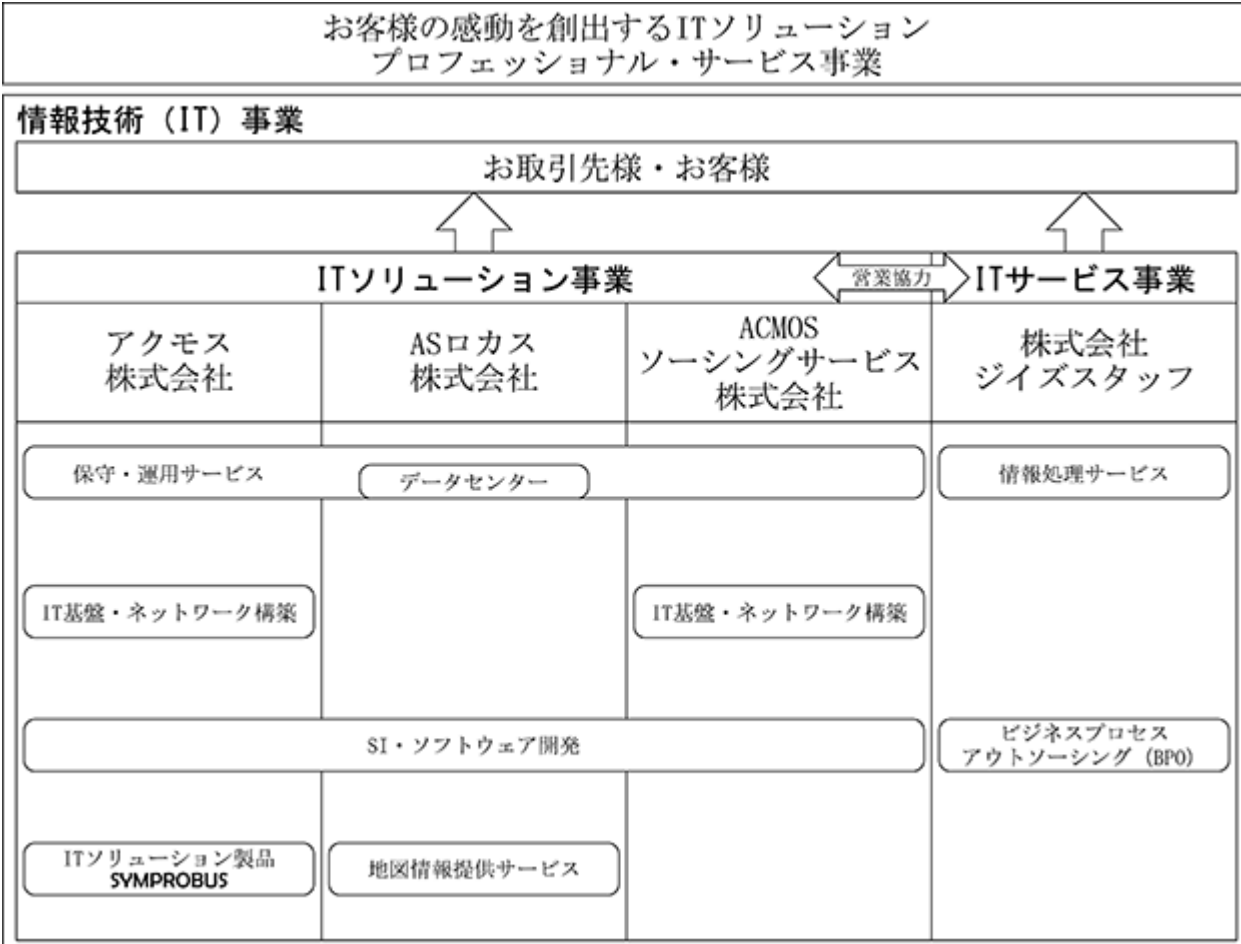 お客様の感動を創出するITソリューション
プロフェッショナル・サービス事業
情報技術（IT）事業
お取引先様・お客様
ITソリューション事業
営業協力
ITサービス事業
アクモス
株式会社
ASロカス
株式会社
ACMOS
ソーシングサービス
株式会社
株式会社
ジイズスタッフ
保守・運用サービス
データセンター
情報処理サービス
IT基盤・ネットワーク構築
IT基盤・ネットワーク構築
SI・ソフトウェア開発
ビジネスプロセス
アウトソーシング（BPO）
ITソリューション製品
SYMPROBUS
地図情報提供サービス